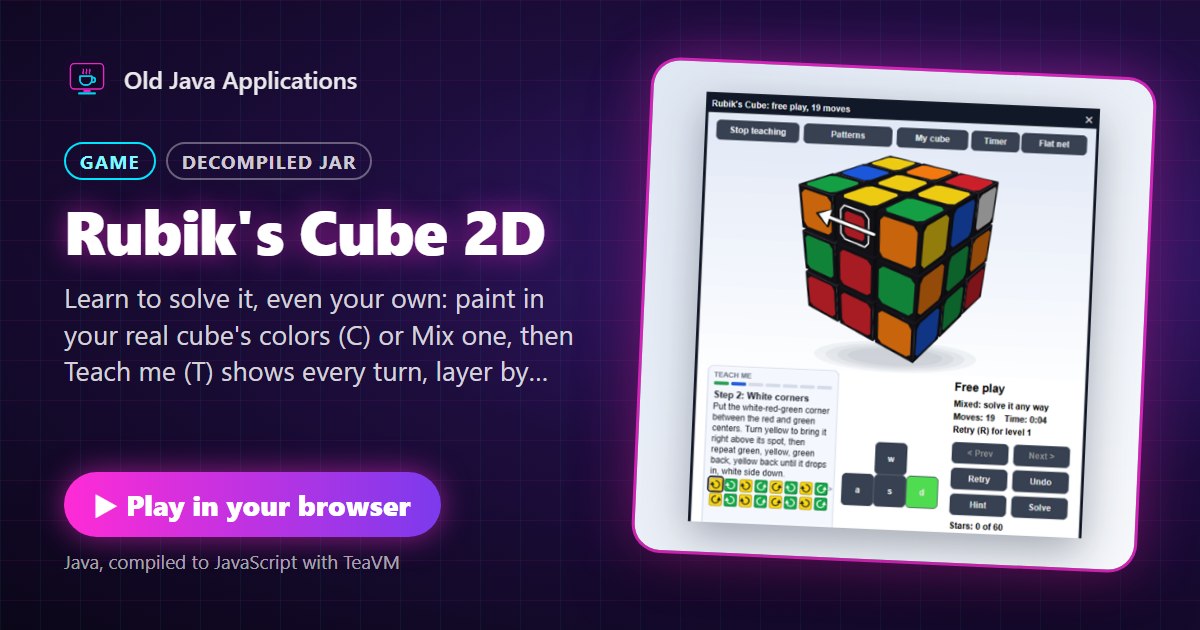 Old Java Applications
GAME
DECOMPILED JAR
Rubik's Cube 2D
Learn to solve it, even your own: paint in
your real cube's colors (C) or Mix one, then
Teach me (T) shows every turn, layer by...
▶ Play in your browser
Java, compiled to JavaScript with TeaVM
Rubik's Cube: free play, 19 moves
×
Stop teaching
Patterns
My cube
Timer
Flat net
TEACH ME
Step 2: White corners
Put the white-red-green corner
between the red and green
centers. Turn yellow to bring it
right above its spot, then
repeat green, yellow, green
back, yellow back until it drops
in, white side down.
w
a
s
d
Free play
Mixed: solve it any way
Moves: 19 Time: 0:04
Retry (R) for level 1
< Prev
Next >
Retry
Undo
Hint
Solve
Stars: 0 of 60